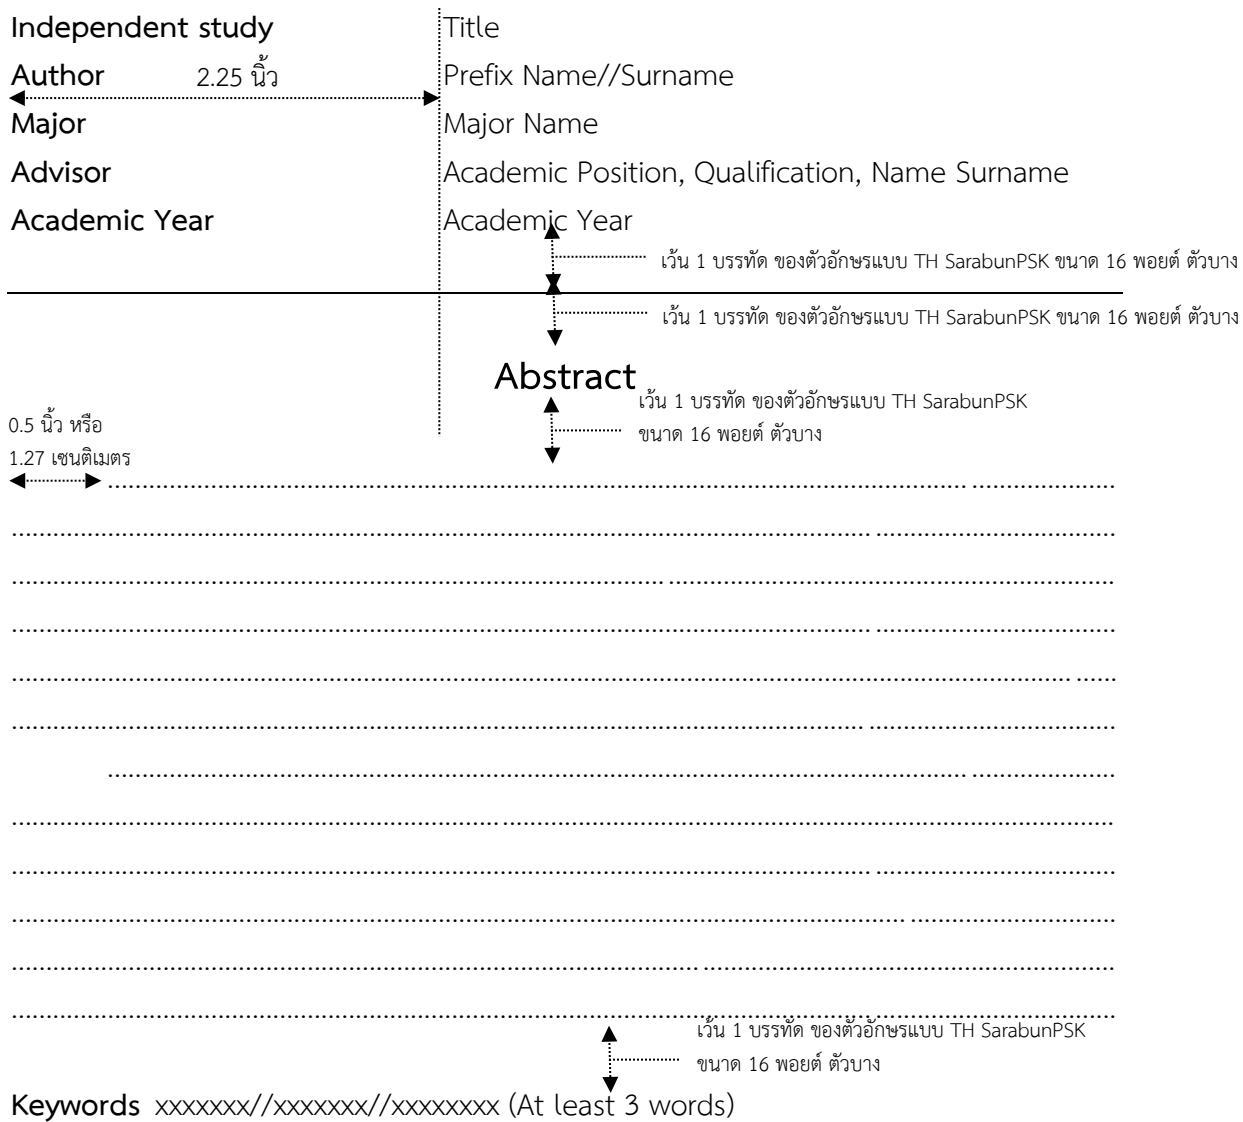 Independent study Title
Author 2.25 นิ้ว Prefix Name//Surname
Major Major Name
Advisor Academic Position, Qualification, Name Surname
Academic Year Academic Year
เว้น 1 บรรทัด ของตัวอักษรแบบ TH SarabunPSK ขนาด 16 พอยต์ ตัวบาง
เว้น 1 บรรทัด ของตัวอักษรแบบ TH SarabunPSK ขนาด 16 พอยต์ ตัวบาง
Abstract
เว้น 1 บรรทัด ของตัวอักษรแบบ TH SarabunPSK
ขนาด 16 พอยต์ ตัวบาง
0.5 นิ้ว หรือ
1.27 เซนติเมตร
เว้น 1 บรรทัด ของตัวอักษรแบบ TH SarabunPSK
ขนาด 16 พอยต์ ตัวบาง
Keywords xxxxxxx//xxxxxxx//xxxxxxxx (At least 3 words)